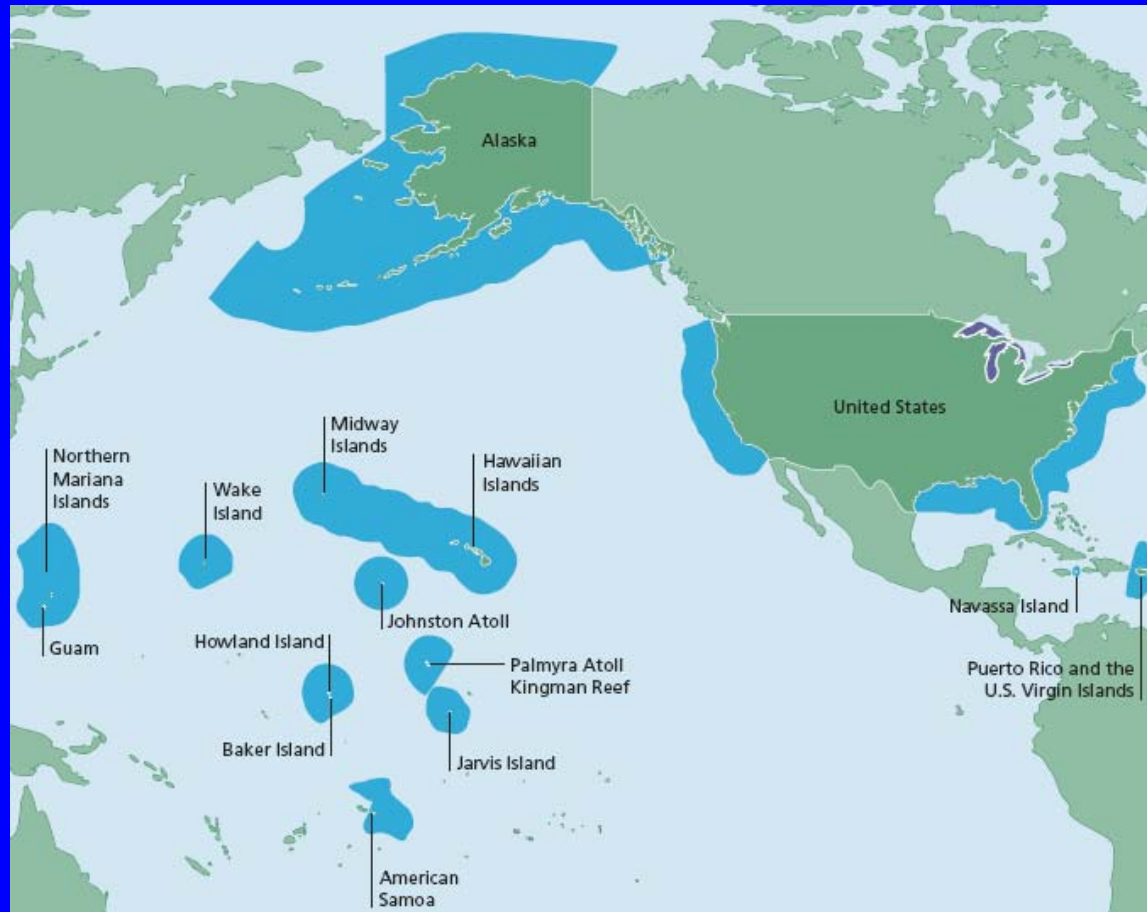 Alaska
United States
Midway
Islands
Hawaiian
Islands
Northern
Mariana
Islands
Wake
Island
Guam
Johnston Atoll
Howland Island
Palmyra Atoll
Kingman Reef
Baker Island
Jarvis Island
American
Samoa
Navassa Island
Puerto Rico and the
U.S. Virgin Islands